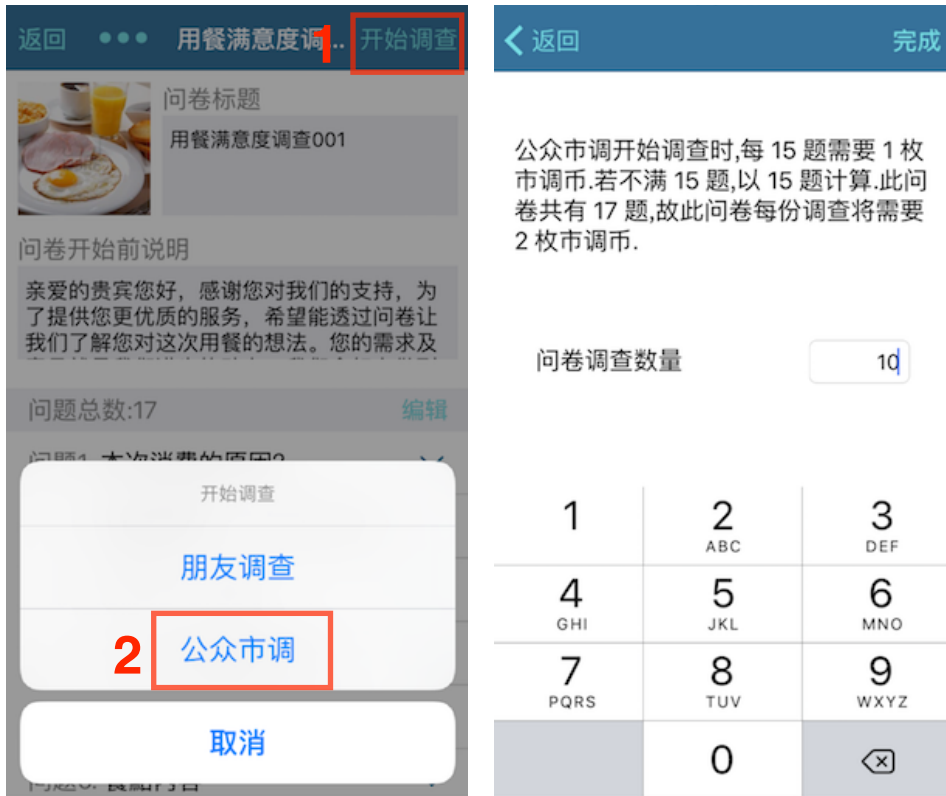 返回 ••• 用餐满意度调... 开始调查
1
问卷标题
用餐满意度调查001
问卷开始前说明
亲爱的贵宾您好，感谢您对我们的支持，为
了提供您更优质的服务，希望能透过问卷让
我们了解您对这次用餐的想法。您的需求及
问题总数:17 编辑
问题1. 本次消费的原因?
开始调查
朋友调查
2
公众市调
取消
返回 完成
公众市调开始调查时,每 15 题需要 1 枚
市调币.若不满 15 题,以 15 题计算.此问
卷共有 17 题,故此问卷每份调查将需要
2 枚市调币.
问卷调查数量 10
1 2 3
ABC DEF
4 5 6
GHI JKL MNO
7 8 9
PQRS TUV WXYZ
0